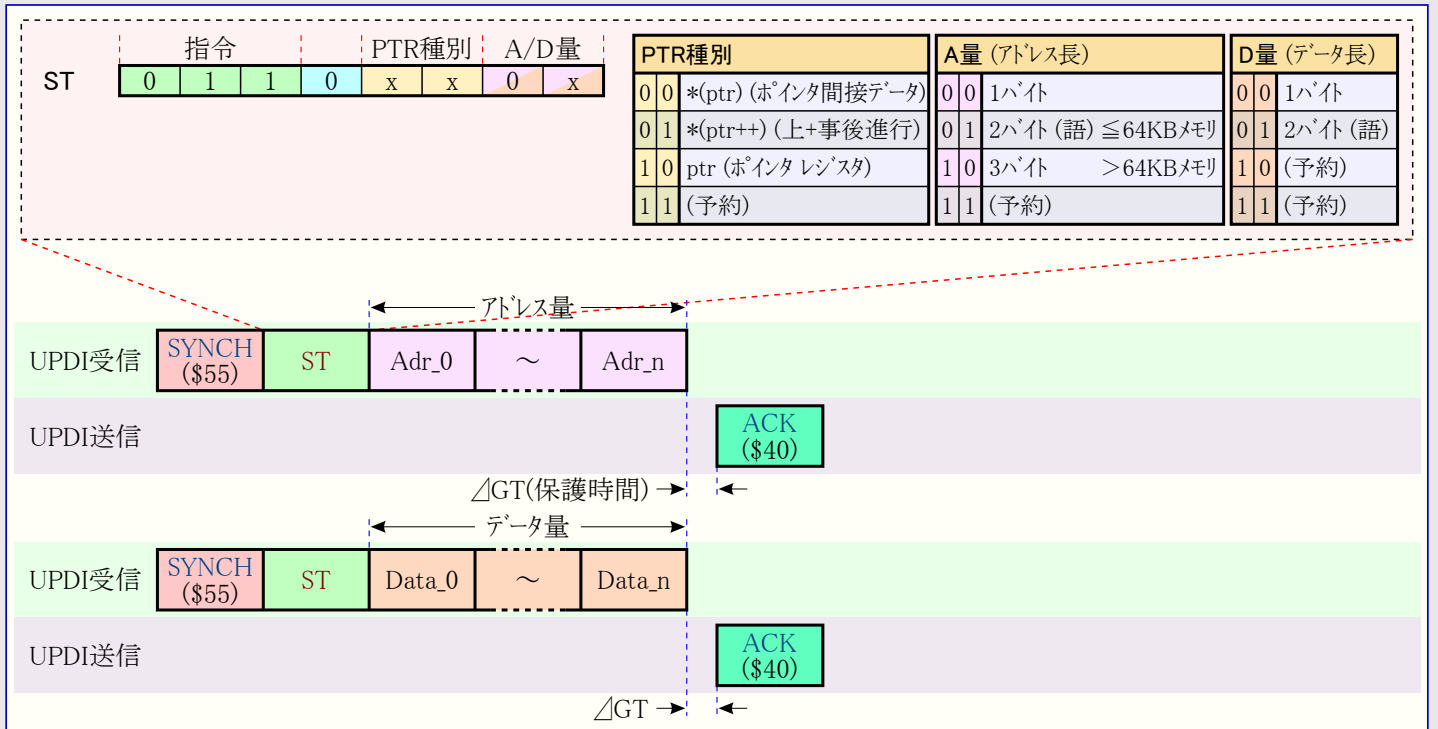 指令 PTR種別 A/D量
ST 0 1 1 0 x x 0 x
PTR種別
0 0 *(ptr) (ポインタ間接データ)
0 1 *(ptr++) (上+事後進行)
1 0 ptr (ポインタ レジスタ)
1 1 (予約)
A量 (アドレス長)
0 0 1バイト
0 1 2バイト (語) ≦64KBメモリ
1 0 3バイト >64KBメモリ
1 1 (予約)
D量 (データ長)
0 0 1バイト
0 1 2バイト (語)
1 0 (予約)
1 1 (予約)
アドレス量
UPDI受信 SYNCH ($55) ST Adr_0 ~ Adr_n
UPDI送信 ACK ($40)
⊿GT(保護時間)
データ量
UPDI受信 SYNCH ($55) ST Data_0 ~ Data_n
UPDI送信 ACK ($40)
⊿GT